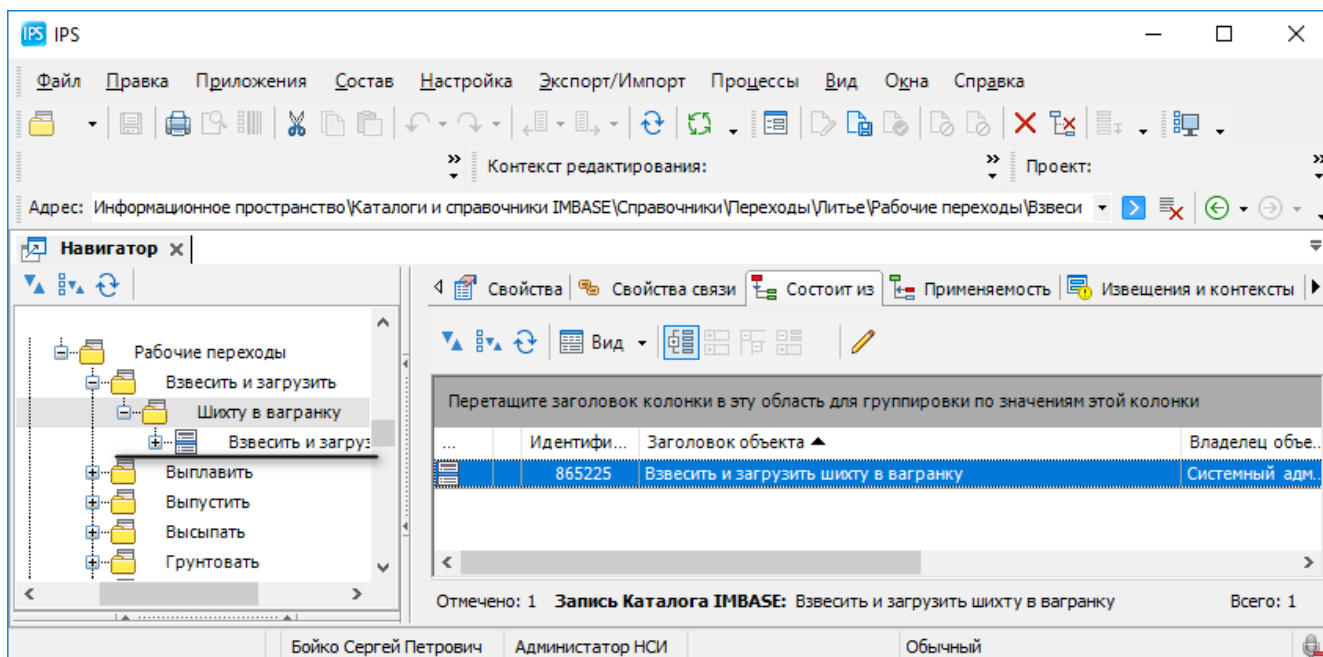 IPS IPS
Файл Правка Приложения Состав Настройка Экспорт/Импорт Процессы Вид Окна Справка
Контекст редактирования: Проект:
Адрес: Информационное пространство\Каталоги и справочники IMBASE\Справочники\Переходы\Литье\Рабочие переходы\Взвеси
Навигатор
Свойства Свойства связи Состоит из Применяемость Извещения и контексты
Вид
Рабочие переходы
Взвесить и загрузить
Шихту в вагранку
Взвесить и загруз
Выплавить
Выпустить
Высыпать
Грунтовать
Перетащите заголовок колонки в эту область для группировки по значениям этой колонки
... Идентифи... Заголовок объекта Владелец объе...
865225 Взвесить и загрузить шихту в вагранку Системный адм...
Отмечено: 1 Запись Каталога IMBASE: Взвесить и загрузить шихту в вагранку Всего: 1
Бойко Сергей Петрович Администатор НСИ Обычный